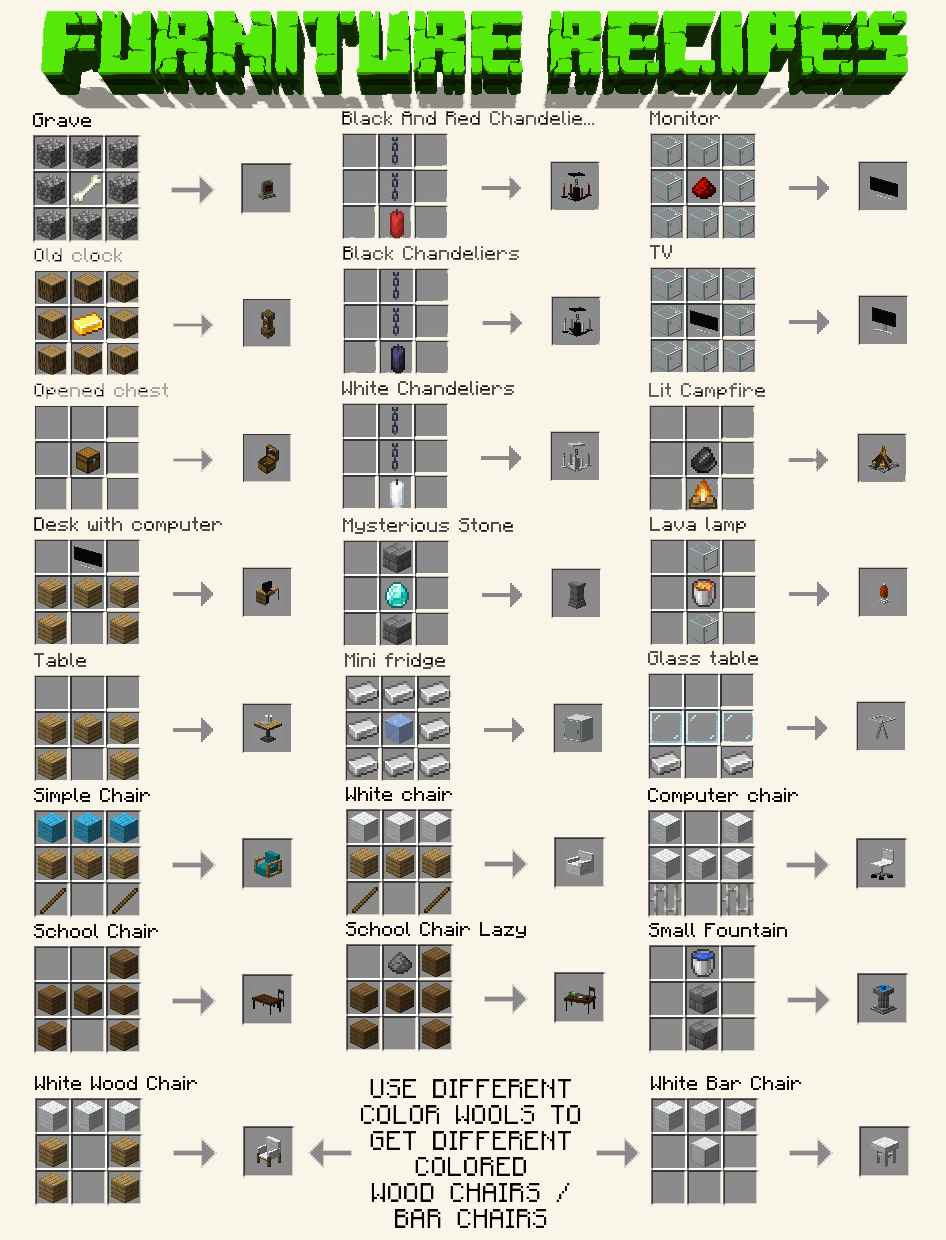 FURNITURE RECIPES
Grave
Black And Red Chandelie...
Monitor
Old clock
Black Chandeliers
TV
Opened chest
White Chandeliers
Lit Campfire
Desk with computer
Mysterious Stone
Lava lamp
Table
Mini fridge
Glass table
Simple Chair
White chair
Computer chair
School Chair
School Chair Lazy
Small Fountain
White Wood Chair
USE DIFFERENT
COLOR WOOLS TO
GET DIFFERENT
COLORED
WOOD CHAIRS /
BAR CHAIRS
White Bar Chair